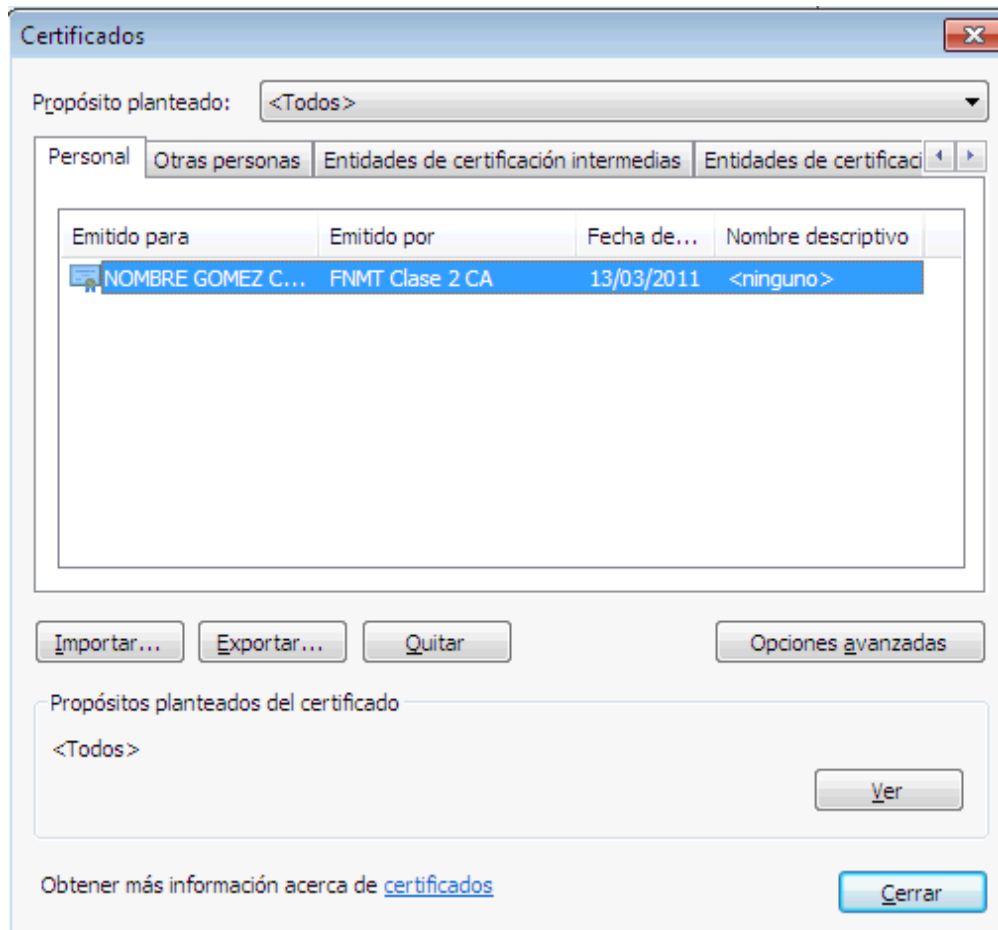 Certificados
Propósito planteado: <Todos>
Personal Otras personas Entidades de certificación intermedias Entidades de certificaci
Emitido para Emitido por Fecha de... Nombre descriptivo
NOMBRE GOMEZ C... FNMT Clase 2 CA 13/03/2011 <ninguno>
Importar... Exportar... Quitar Opciones avanzadas
Propósitos planteados del certificado
<Todos>
Ver
Obtener más información acerca de certificados
Cerrar